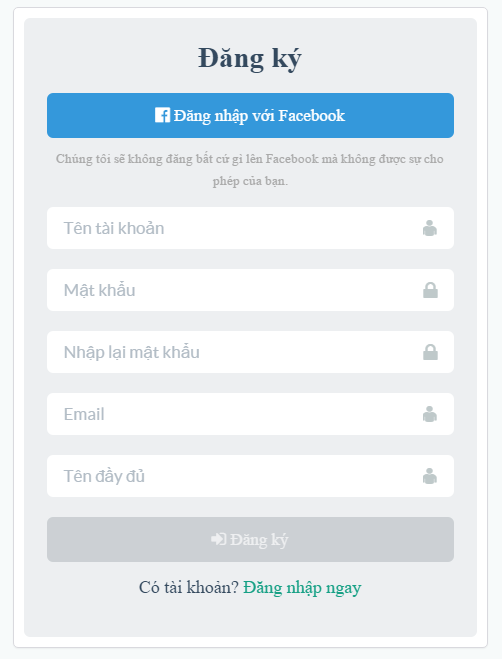 Đăng ký
Đăng nhập với Facebook
Chúng tôi sẽ không đăng bất cứ gì lên Facebook mà không được sự cho
phép của bạn.
Tên tài khoản
Mật khẩu
Nhập lại mật khẩu
Email
Tên đầy đủ
Đăng ký
Có tài khoản? Đăng nhập ngay